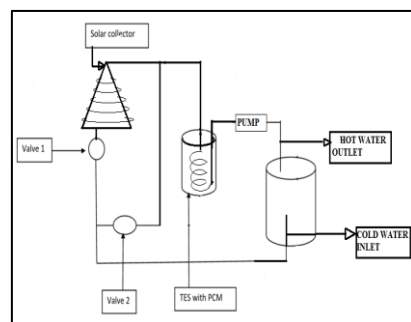 Solar collector
PUMP
HOT WATER
OUTLET
Valve 1
COLD WATER
INLET
Valve 2
TES with PCM